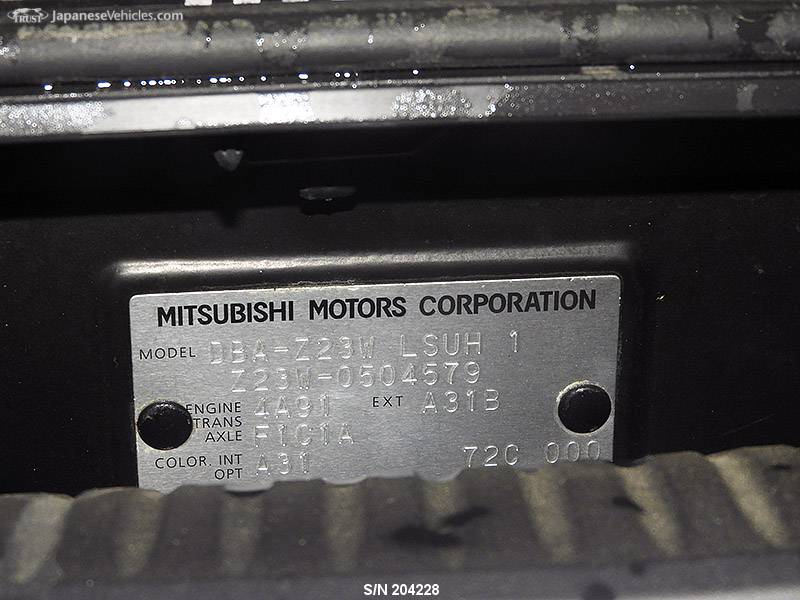 TRUST JapaneseVehicles.com
MITSUBISHI MOTORS CORPORATION
MODEL DBA-Z23W LSUH 1
Z23W-0504579
ENGINE 4A91 EXT A31B
TRANS
AXLE F1C1A
COLOR. INT A31 72C 000
OPT
S/N 204228